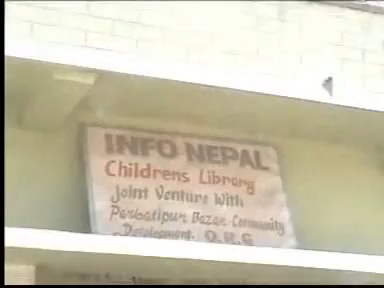 INFO NEPAL
Childrens Library
Joint Venture With
Parbatipur Bazar Community
Development. O.R.G